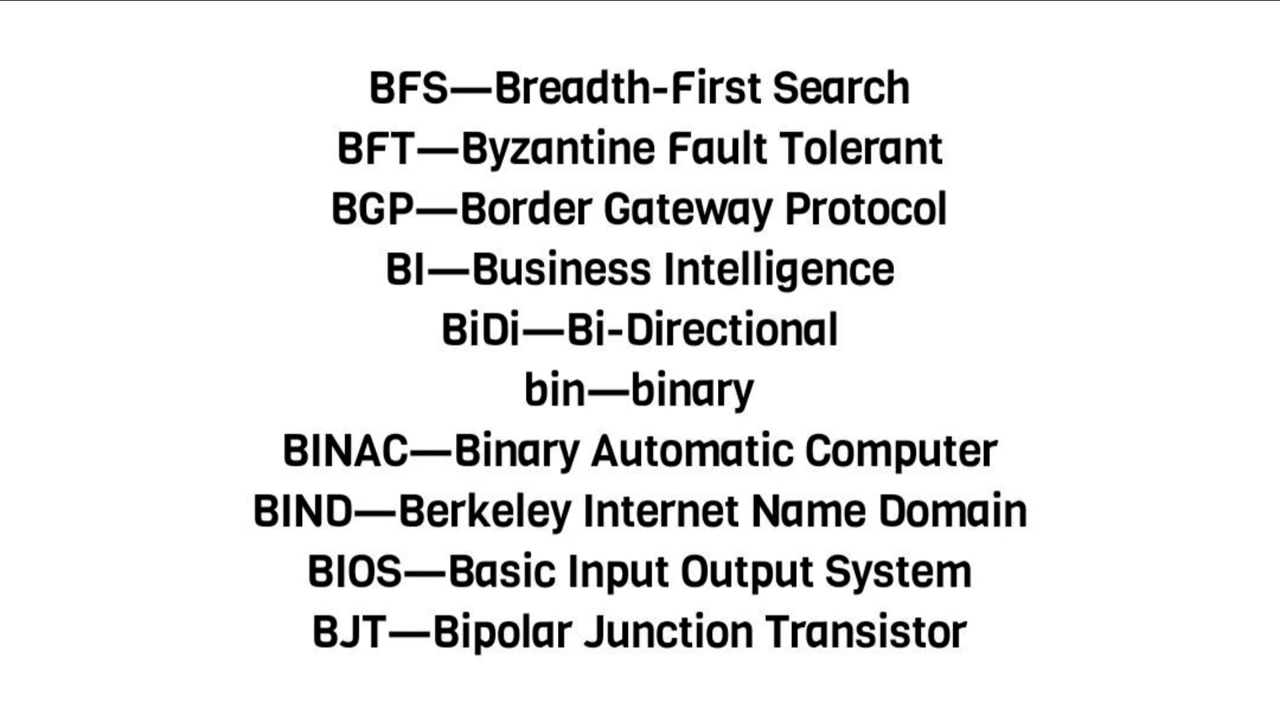 BFS—Breadth-First Search
BFT—Byzantine Fault Tolerant
BGP—Border Gateway Protocol
BI—Business Intelligence
BiDi—Bi-Directional
bin—binary
BINAC—Binary Automatic Computer
BIND—Berkeley Internet Name Domain
BIOS—Basic Input Output System
BJT—Bipolar Junction Transistor